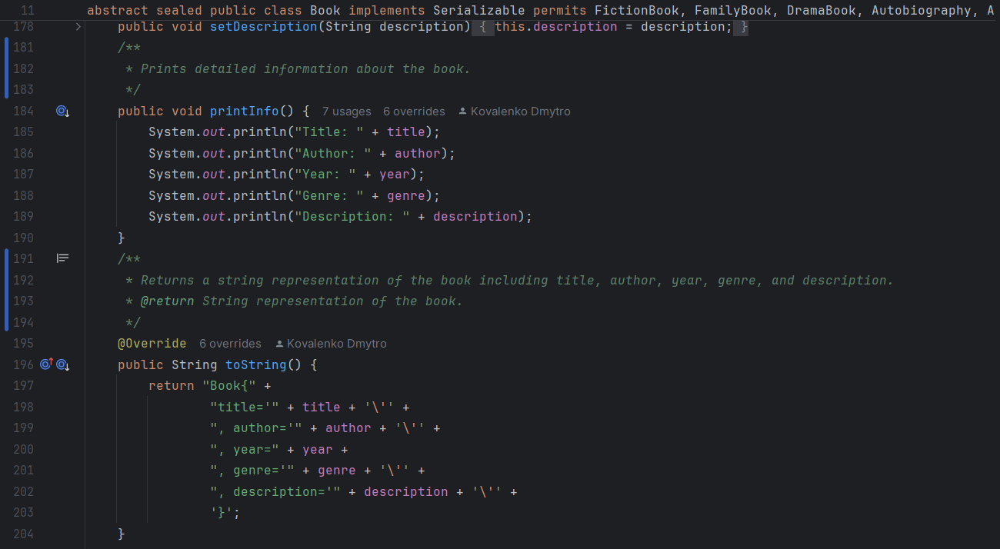 11 abstract sealed public class Book implements Serializable permits FictionBook, FamilyBook, DramaBook, Autobiography, A
178 public void setDescription(String description) { this.description = description; }
181 /**
182 * Prints detailed information about the book.
183 */
184 public void printInfo() { 7 usages 6 overrides Kovalenko Dmytro
185 System.out.println("Title: " + title);
186 System.out.println("Author: " + author);
187 System.out.println("Year: " + year);
188 System.out.println("Genre: " + genre);
189 System.out.println("Description: " + description);
190 }
191 /**
192 * Returns a string representation of the book including title, author, year, genre, and description.
193 * @return String representation of the book.
194 */
195 @Override 6 overrides Kovalenko Dmytro
196 public String toString() {
197 return "Book{" +
198 "title='" + title + '\'' +
199 ", author='" + author + '\'' +
200 ", year=" + year +
201 ", genre='" + genre + '\'' +
202 ", description='" + description + '\'' +
203 '}';
204 }